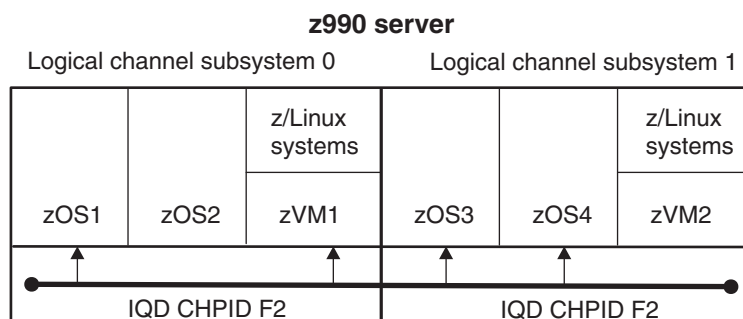 z990 server
Logical channel subsystem 0
Logical channel subsystem 1
z/Linux
systems
z/Linux
systems
zOS1
zOS2
zVM1
zOS3
zOS4
zVM2
IQD CHPID F2
IQD CHPID F2